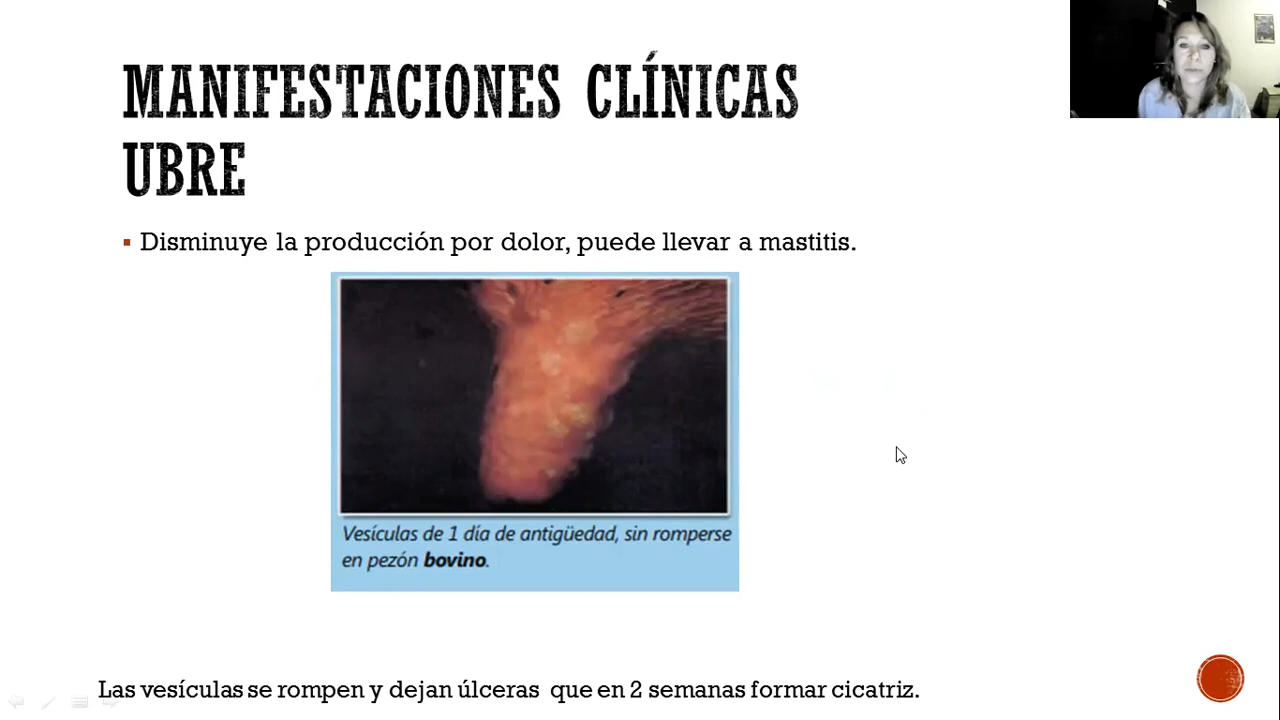 MANIFESTACIONES CLÍNICAS
UBRE
Disminuye la producción por dolor, puede llevar a mastitis.
Vesículas de 1 día de antigüedad, sin romperse
en pezón bovino.
Las vesículas se rompen y dejan úlceras que en 2 semanas formar cicatriz.